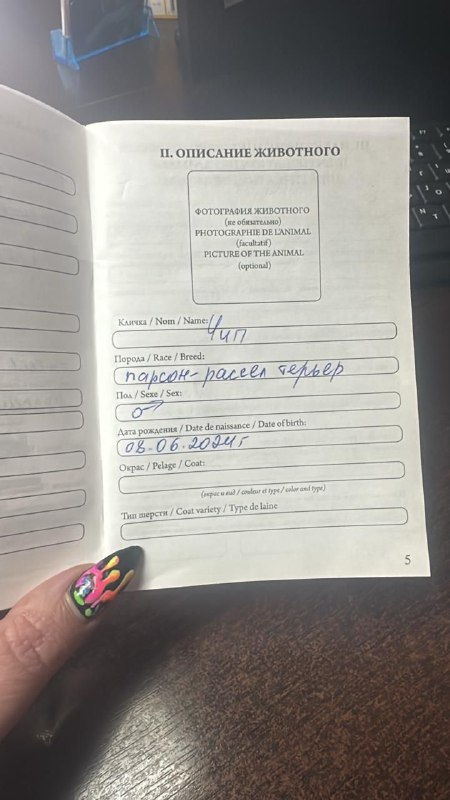 II. ОПИСАНИЕ ЖИВОТНОГО
ФОТОГРАФИЯ ЖИВОТНОГО
(не обязательно)
PHOTOGRAPHIE DE L'ANIMAL
(facultatif)
PICTURE OF THE ANIMAL
(optional)
Кличка / Nom / Name:
Чип
Порода / Race / Breed:
парсон-рассел терьер
Пол / Sexe / Sex:
♂
Дата рождения / Date de naissance / Date of birth:
08.06.2024г
Окрас / Pelage / Coat:
(окрас и вид / couleur et type / color and type)
Тип шерсти / Coat variety / Type de laine
5